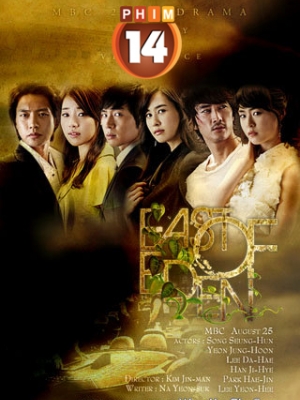 MBC DRAMA
PHIM
14
EAST OF
EDEN
MBC August 25
Actors : Song Seung-Hun
Yeon Jung-Hoon
Lee Da-Hae
Han Ji-Hye
Director : Kim Jin-man Park Hae-Jin
Writer : Na Yeon-suk Lee Yeon-Hee